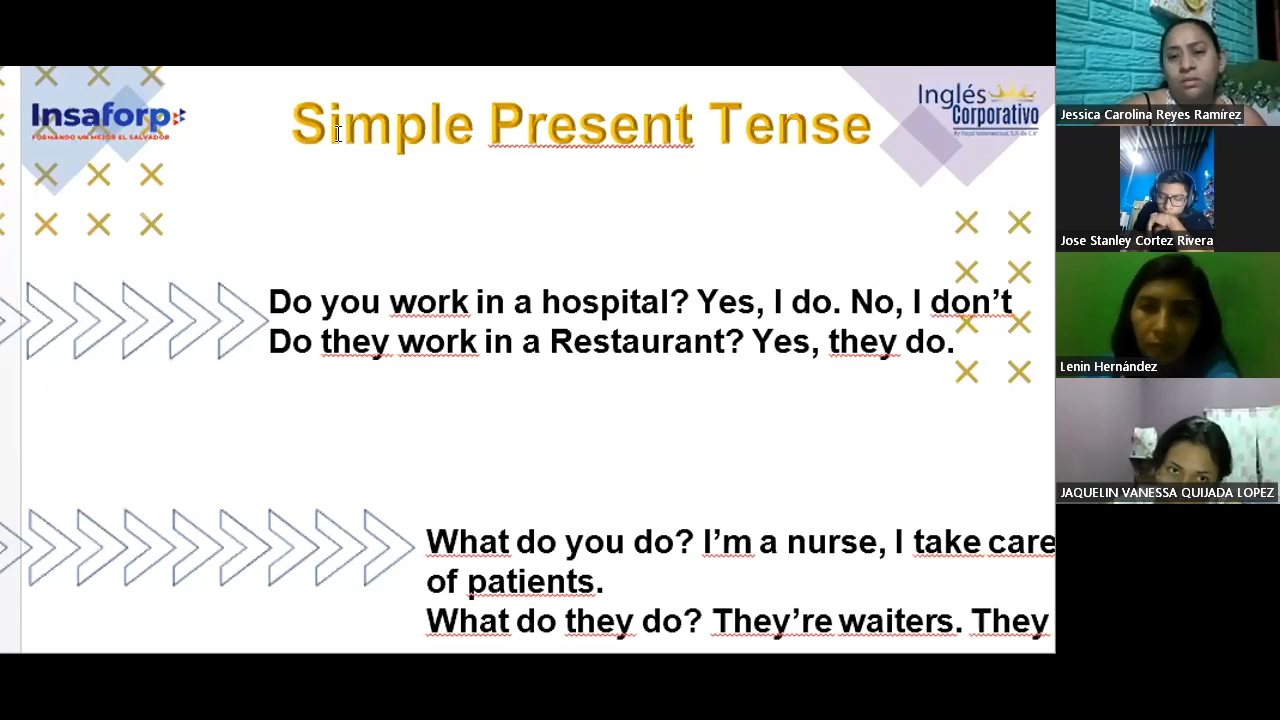 Insaforp
FORMANDO UN MEJOR EL SALVADOR
Simple Present Tense
Inglés
Corporativo
Do you work in a hospital? Yes, I do. No, I don't
Do they work in a Restaurant? Yes, they do.
What do you do? I'm a nurse, I take care
of patients.
What do they do? They're waiters. They
Jessica Carolina Reyes Ramírez
Jose Stanley Cortez Rivera
Lenin Hernández
JAQUELIN VANESSA QUIJADA LOPEZ